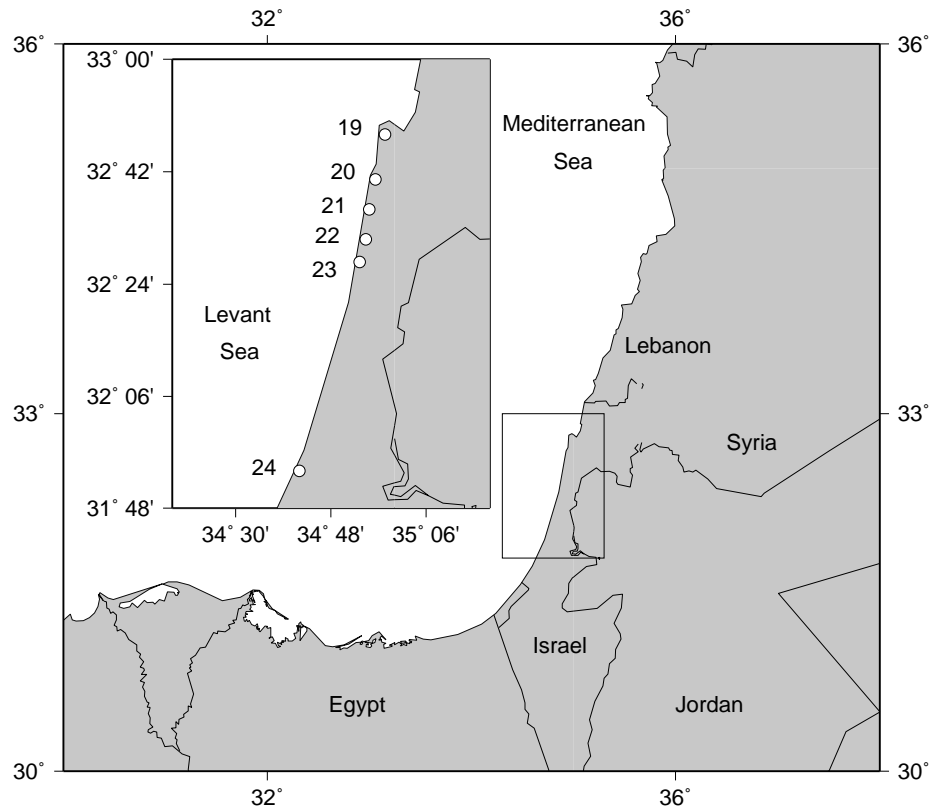 32˚ 36˚
36˚ 36˚
33˚ 00'
19
Mediterranean
Sea
32˚ 42'
20
21
22
23
32˚ 24'
Levant
Sea
Lebanon
32˚ 06'
33˚ 33˚
Syria
24
31˚ 48'
34˚ 30' 34˚ 48' 35˚ 06'
Israel
Egypt Jordan
30˚ 30˚
32˚ 36˚